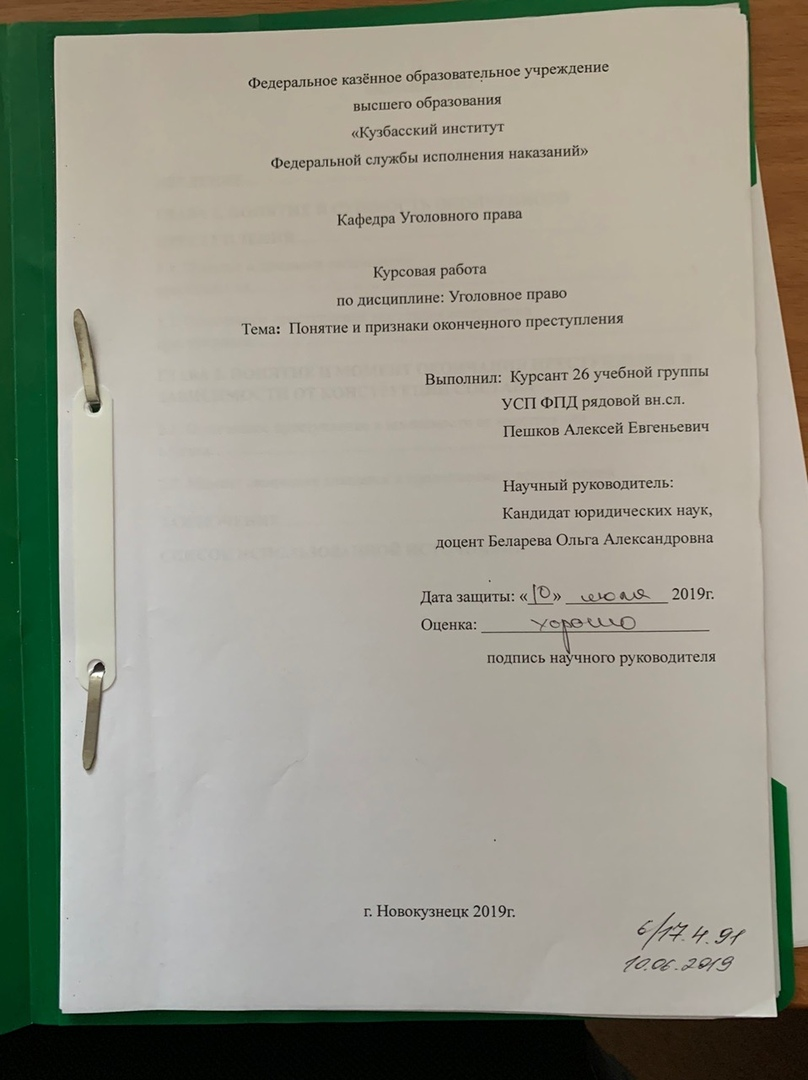 Федеральное казённое образовательное учреждение
высшего образования
«Кузбасский институт
Федеральной службы исполнения наказаний»
Кафедра Уголовного права
Курсовая работа
по дисциплине: Уголовное право
Тема: Понятие и признаки оконченного преступления
Выполнил: Курсант 26 учебной группы
УСП ФПД рядовой вн.сл.
Пешков Алексей Евгеньевич
Научный руководитель:
Кандидат юридических наук,
доцент Беларева Ольга Александровна
Дата защиты: «10» июля 2019г.
Оценка: хорошо
подпись научного руководителя
г. Новокузнецк 2019г.
6/17.4.91
10.06.2019